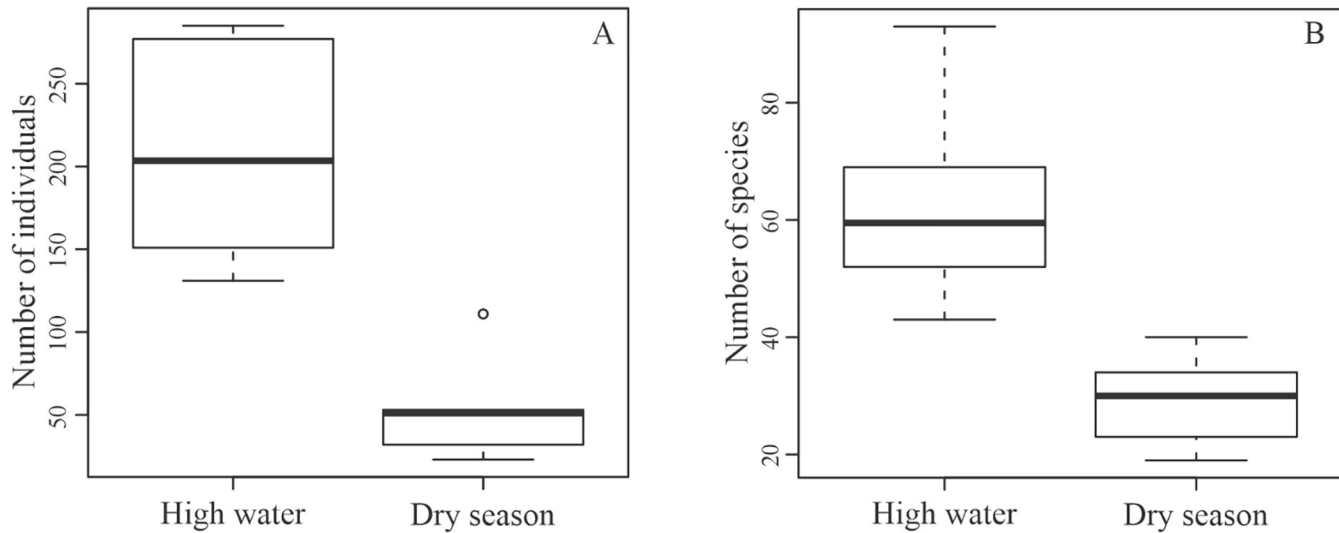 A
Number of individuals
250
200
150
100
50
High water
Dry season
B
Number of species
80
60
40
20
High water
Dry season